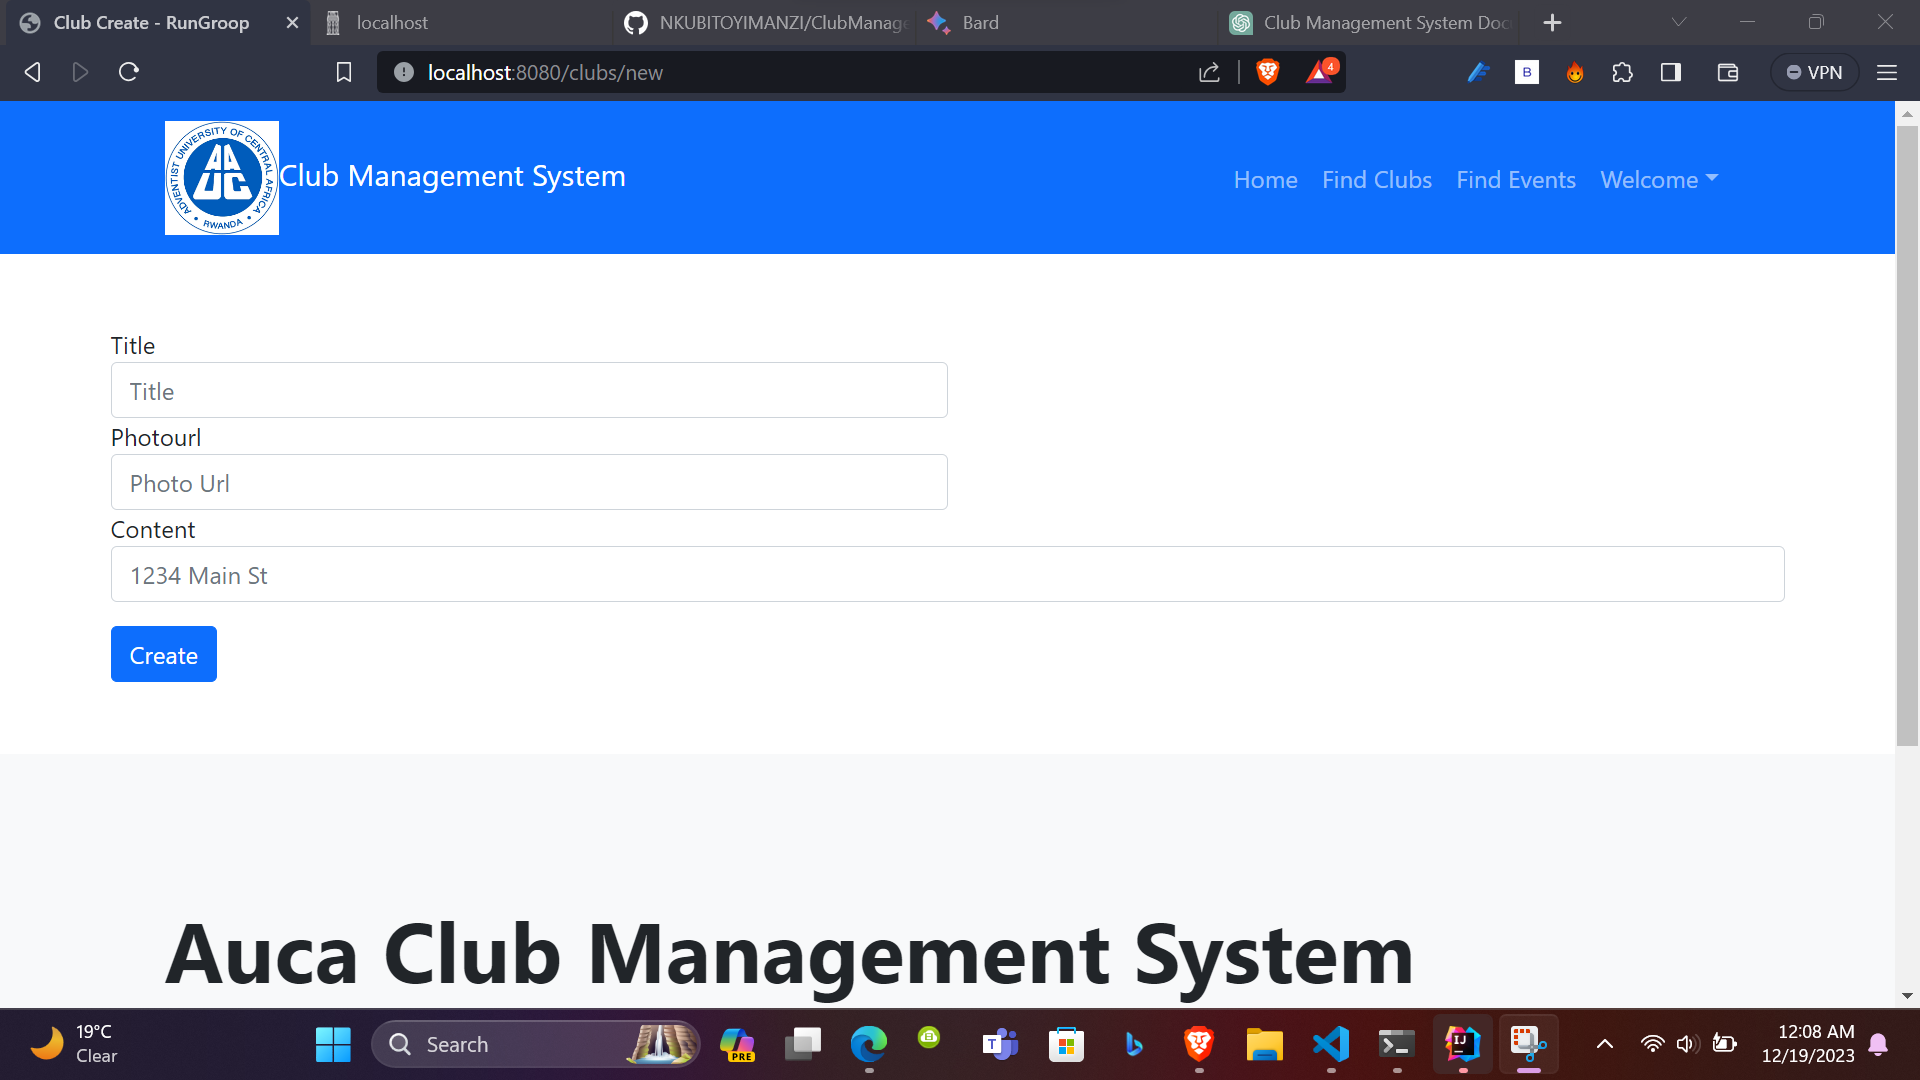 Club Create - RunGroop
localhost
NKUBITOYIMANZI/ClubManage
Bard
Club Management System Doc
localhost:8080/clubs/new
4
B
VPN
ADVENTIST UNIVERSITY OF CENTRAL AFRICA
AAUC
• RWANDA •
Club Management System
Home
Find Clubs
Find Events
Welcome
Title
Title
Photourl
Photo Url
Content
1234 Main St
Create
Auca Club Management System
19°C
Clear
Search
PRE
T
IJ
12:08 AM
12/19/2023